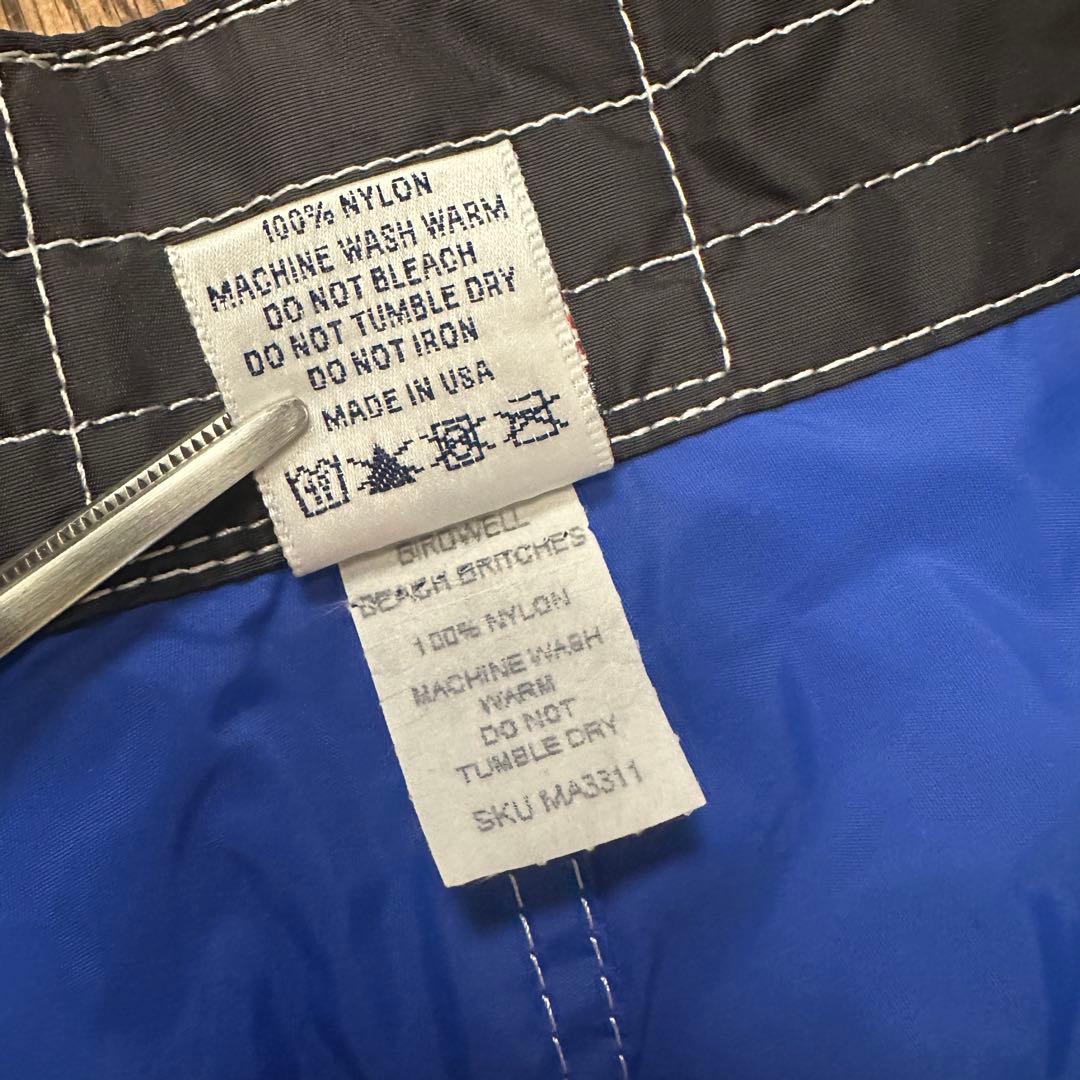 100% NYLON
MACHINE WASH WARM
DO NOT BLEACH
DO NOT TUMBLE DRY
DO NOT IRON
MADE IN USA
BIRDWELL
BEACH BRITCHES
100% NYLON
MACHINE WASH
WARM
DO NOT
TUMBLE DRY
SKU MA3311